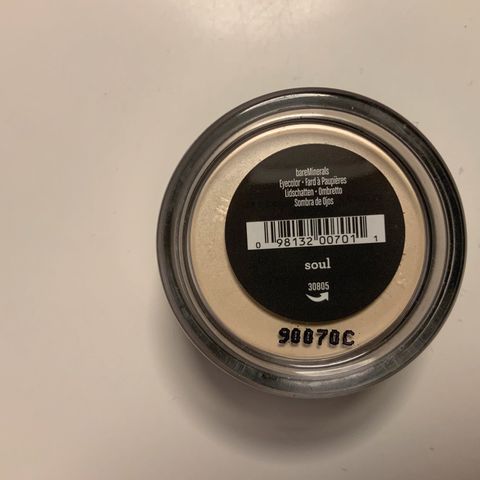 bareMinerals
Eyecolor • Fard à Paupières
Lidschatten • Ombretto
Sombra de Ojos
0 98132 00701 1
soul
30805
90070C